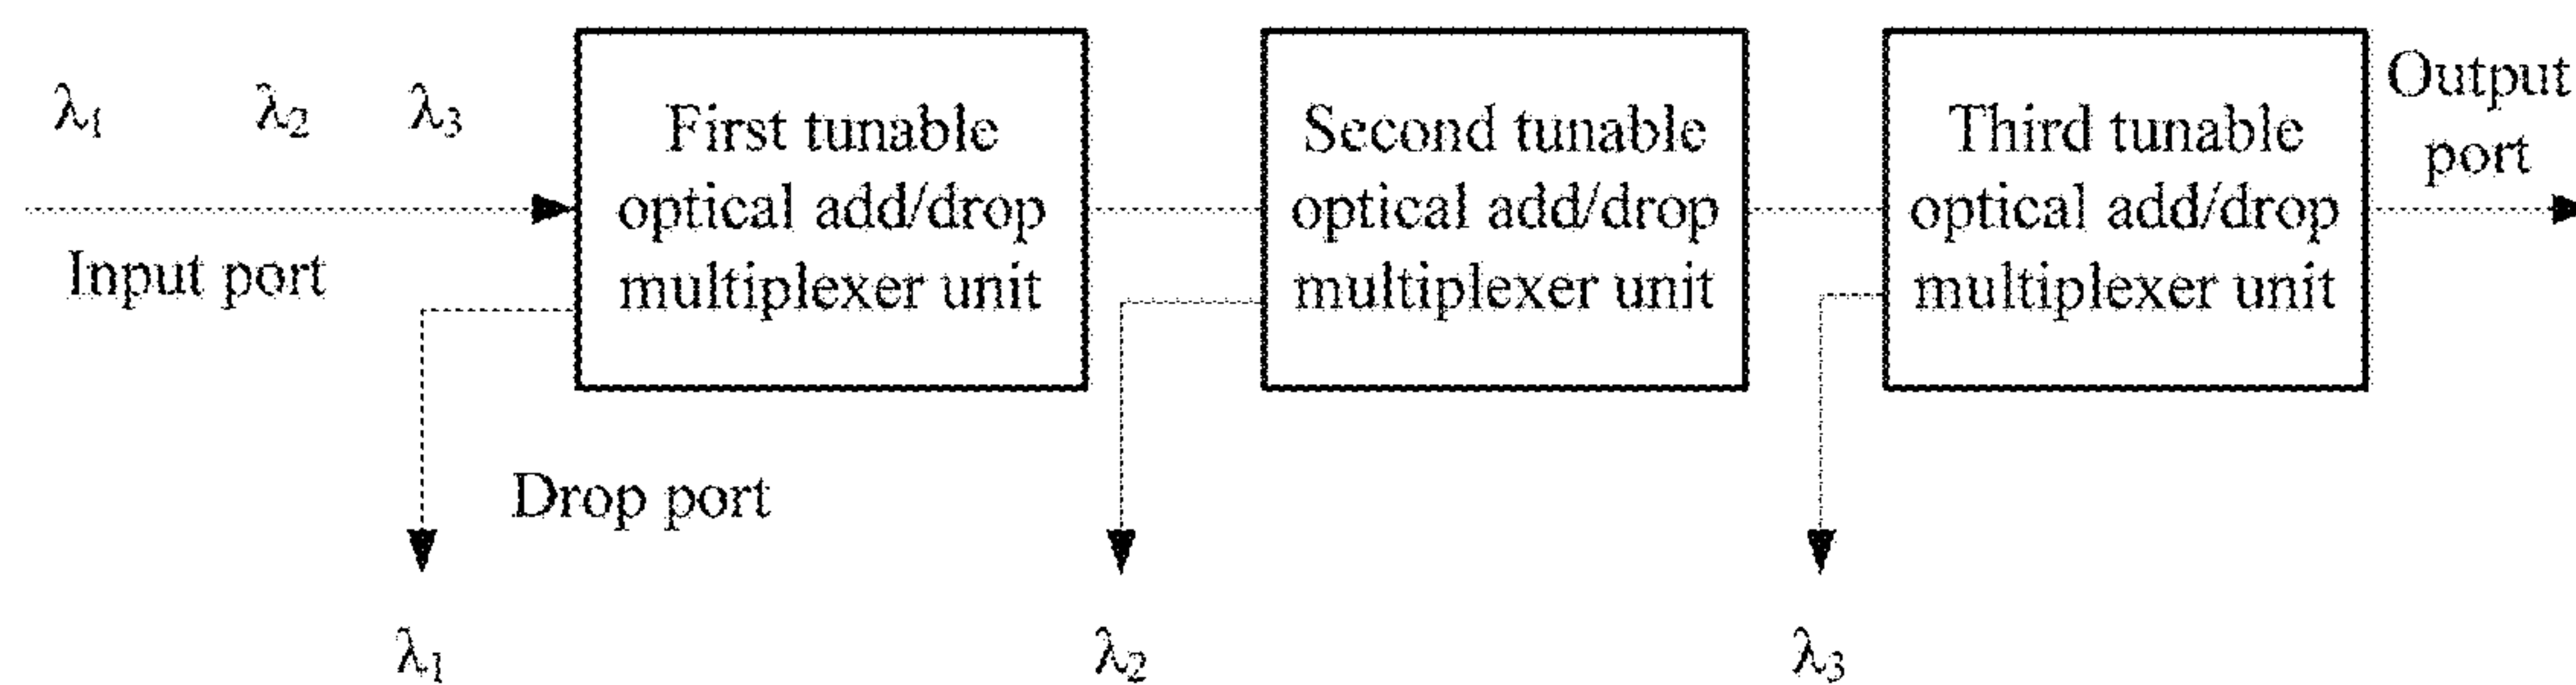 λ1 λ2 λ3
Input port
First tunable
optical add/drop
multiplexer unit
Second tunable
optical add/drop
multiplexer unit
Third tunable
optical add/drop
multiplexer unit
Output
port
Drop port
λ1
λ2
λ3